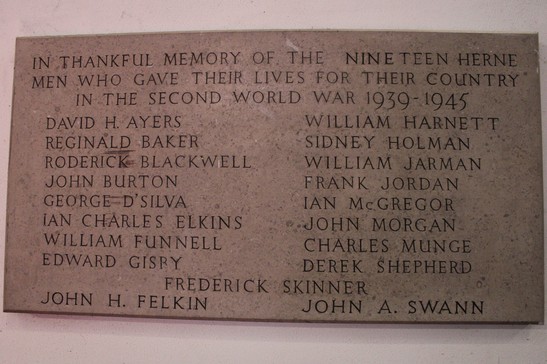 IN THANKFUL MEMORY OF THE NINETEEN HERNE
MEN WHO GAVE THEIR LIVES FOR THEIR COUNTRY
IN THE SECOND WORLD WAR 1939-1945
DAVID H. AYERS WILLIAM HARNETT
REGINALD BAKER SIDNEY HOLMAN
RODERICK BLACKWELL WILLIAM JARMAN
JOHN BURTON FRANK JORDAN
GEORGE D'SILVA IAN McGREGOR
IAN CHARLES ELKINS JOHN MORGAN
WILLIAM FUNNELL CHARLES MUNGE
EDWARD GISBY DEREK SHEPHERD
FREDERICK SKINNER
JOHN H. FELKIN JOHN A. SWANN